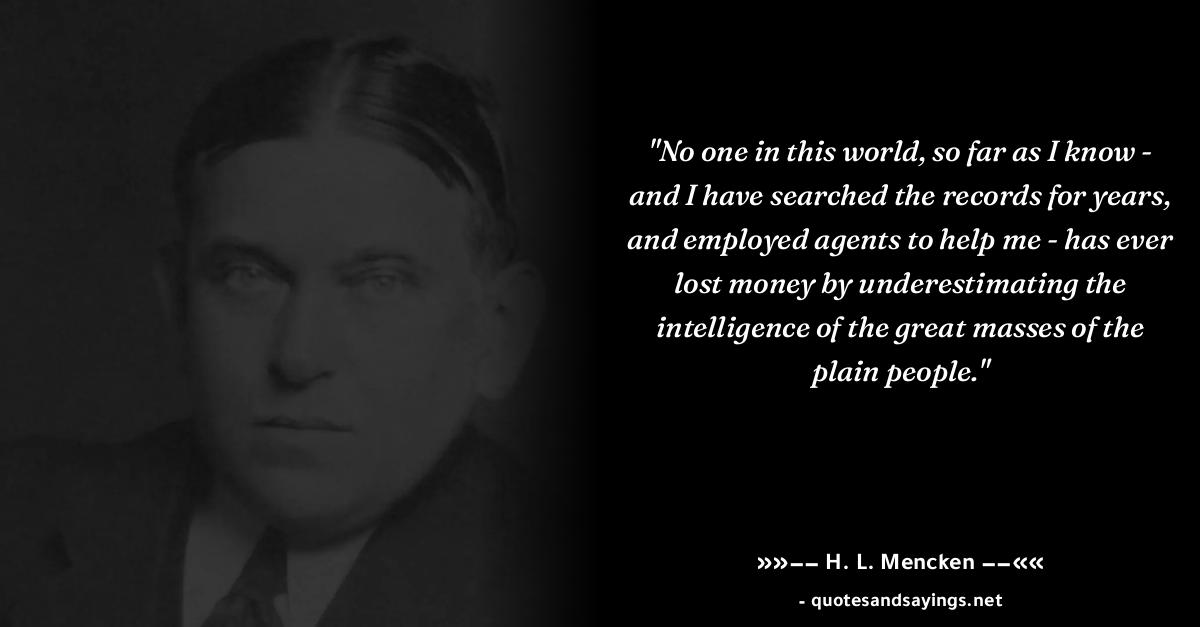 "No one in this world, so far as I know -
and I have searched the records for years,
and employed agents to help me - has ever
lost money by underestimating the
intelligence of the great masses of the
plain people."
»»−− H. L. Mencken −−««
- quotesandsayings.net